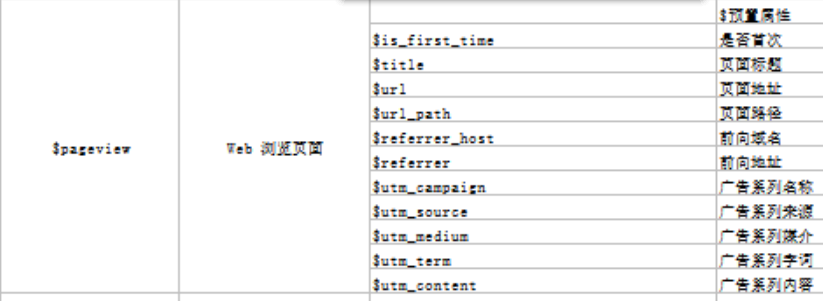 $预置属性
$is_first_time 是否首次
$title 页面标题
$url 页面地址
$url_path 页面路径
$referrer_host 前向域名
$pageview Web 浏览页面
$referrer 前向地址
$utm_campaign 广告系列名称
$utm_source 广告系列来源
$utm_medium 广告系列媒介
$utm_term 广告系列字词
$utm_content 广告系列内容